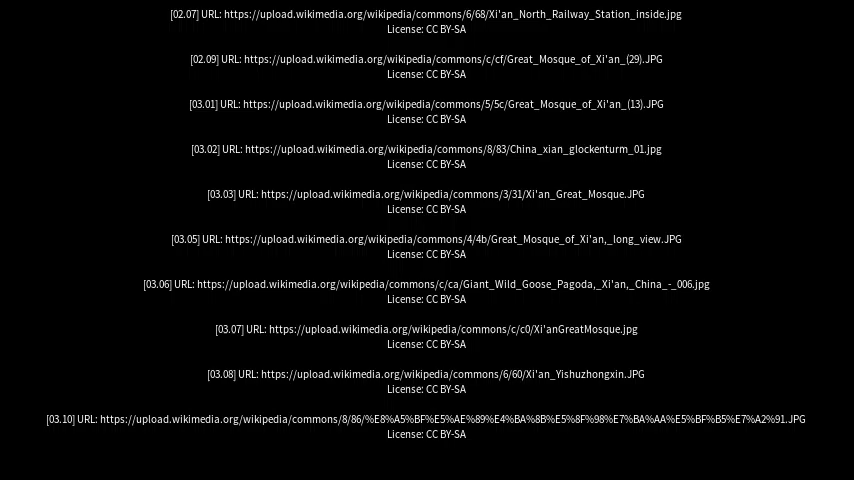 [02.07] URL: https://upload.wikimedia.org/wikipedia/commons/6/68/Xi'an_North_Railway_Station_inside.jpg
License: CC BY-SA
[02.09] URL: https://upload.wikimedia.org/wikipedia/commons/c/cf/Great_Mosque_of_Xi'an_(29).JPG
License: CC BY-SA
[03.01] URL: https://upload.wikimedia.org/wikipedia/commons/5/5c/Great_Mosque_of_Xi'an_(13).JPG
License: CC BY-SA
[03.02] URL: https://upload.wikimedia.org/wikipedia/commons/8/83/China_xian_glockenturm_01.jpg
License: CC BY-SA
[03.03] URL: https://upload.wikimedia.org/wikipedia/commons/3/31/Xi'an_Great_Mosque.JPG
License: CC BY-SA
[03.05] URL: https://upload.wikimedia.org/wikipedia/commons/4/4b/Great_Mosque_of_Xi'an,_long_view.JPG
License: CC BY-SA
[03.06] URL: https://upload.wikimedia.org/wikipedia/commons/c/ca/Giant_Wild_Goose_Pagoda,_Xi'an,_China_-_006.jpg
License: CC BY-SA
[03.07] URL: https://upload.wikimedia.org/wikipedia/commons/c/c0/Xi'anGreatMosque.jpg
License: CC BY-SA
[03.08] URL: https://upload.wikimedia.org/wikipedia/commons/6/60/Xi'an_Yishuzhongxin.JPG
License: CC BY-SA
[03.10] URL: https://upload.wikimedia.org/wikipedia/commons/8/86/%E8%A5%BF%E5%AE%89%E4%BA%8B%E5%8F%98%E7%BA%AA%E5%BF%B5%E7%A2%91.JPG
License: CC BY-SA